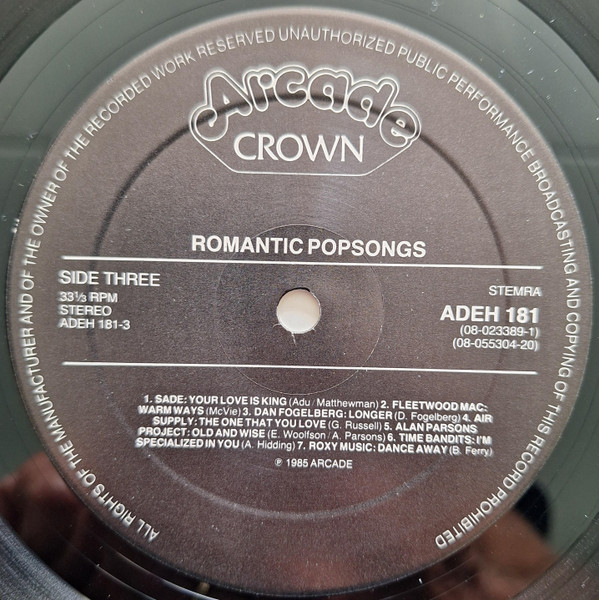 ALL RIGHTS OF THE MANUFACTURER AND OF THE OWNER OF THE RECORDED WORK RESERVED UNAUTHORIZED PUBLIC PERFORMANCE BROADCASTING AND COPYING OF THIS RECORD PROHIBITED
Arcade
CROWN
ROMANTIC POPSONGS
SIDE THREE
33⅓ RPM
STEREO
ADEH 181-3
STEMRA
ADEH 181
(08-023389-1)
(08-055304-20)
1. SADE: YOUR LOVE IS KING (Adu / Matthewman) 2. FLEETWOOD MAC:
WARM WAYS (McVie) 3. DAN FOGELBERG: LONGER (D. Fogelberg) 4. AIR
SUPPLY: THE ONE THAT YOU LOVE (G. Russell) 5. ALAN PARSONS
PROJECT: OLD AND WISE (E. Woolfson / A. Parsons) 6. TIME BANDITS: I'M
SPECIALIZED IN YOU (A. Hidding) 7. ROXY MUSIC: DANCE AWAY (B. Ferry)
℗ 1985 ARCADE